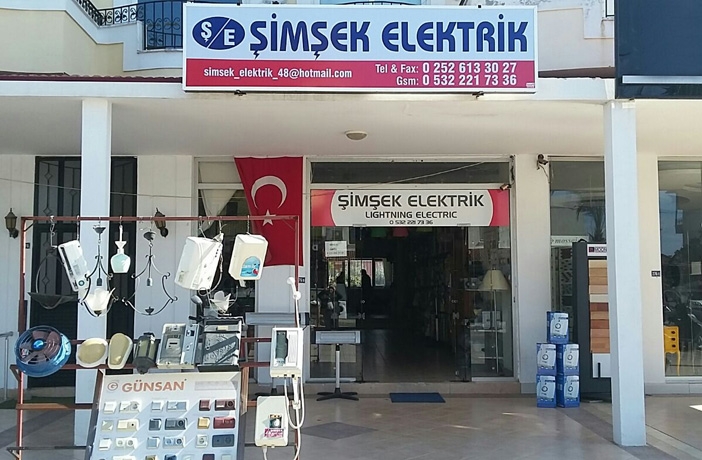 Ş/E ŞİMŞEK ELEKTRİK
simsek_elektrik_48@hotmail.com
Tel & Fax: 0 252 613 30 27
Gsm: 0 532 221 73 36
ŞİMŞEK ELEKTRİK
LIGHTNING ELECTRIC
0 532 221 73 36
GÜNSAN